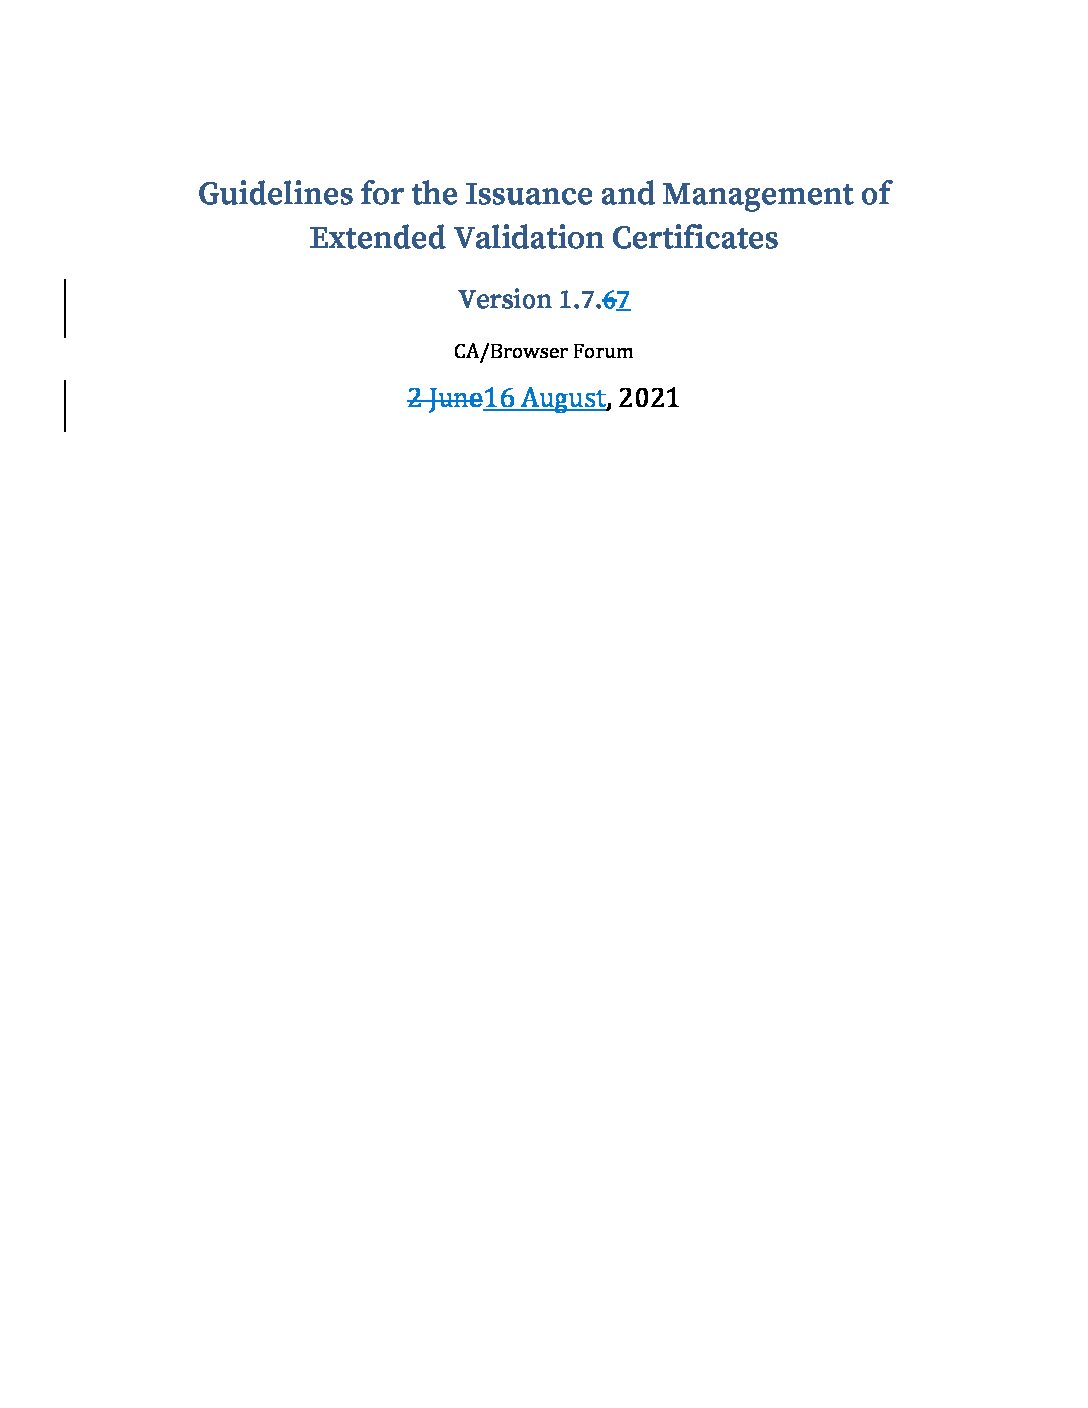 Guidelines for the Issuance and Management of
Extended Validation Certificates
Version 1.7.67
CA/Browser Forum
2 June16 August, 2021